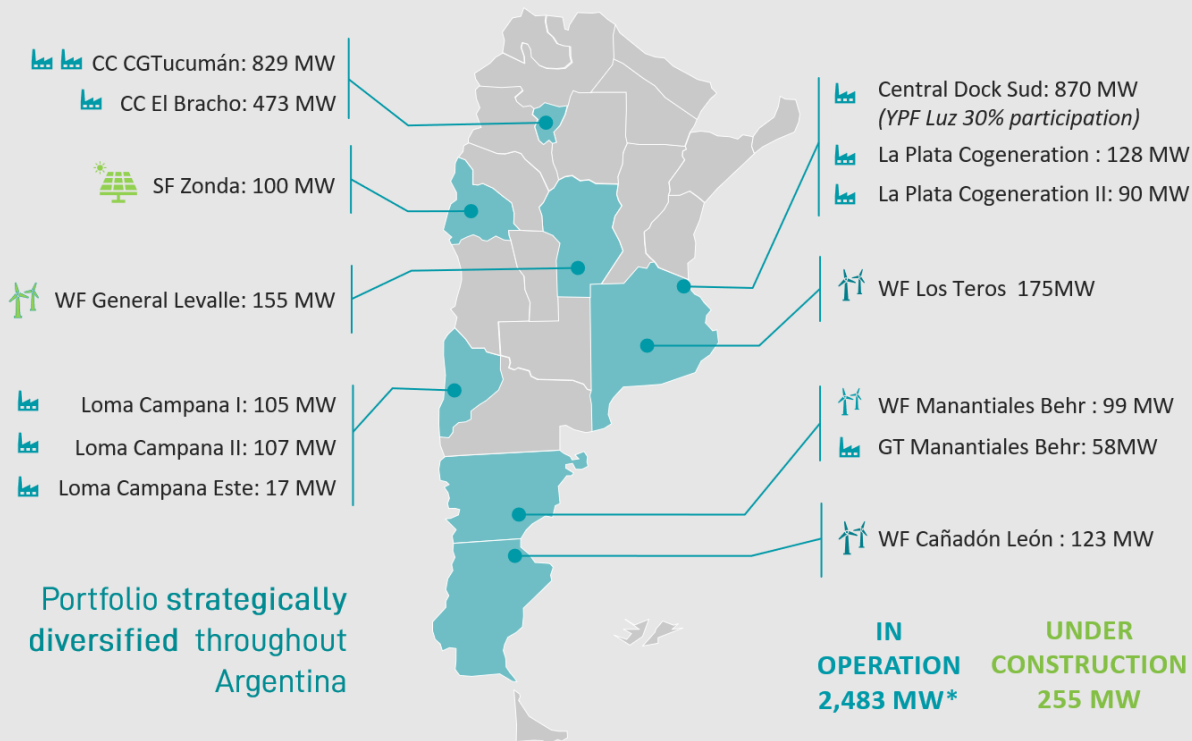 CC CGTucumán: 829 MW
CC El Bracho: 473 MW
SF Zonda: 100 MW
WF General Levalle: 155 MW
Loma Campana I: 105 MW
Loma Campana II: 107 MW
Loma Campana Este: 17 MW
Portfolio strategically
diversified throughout
Argentina
Central Dock Sud: 870 MW
(YPF Luz 30% participation)
La Plata Cogeneration : 128 MW
La Plata Cogeneration II: 90 MW
WF Los Teros 175MW
WF Manantiales Behr : 99 MW
GT Manantiales Behr: 58MW
WF Cañadón León : 123 MW
IN
OPERATION
2,483 MW*
UNDER
CONSTRUCTION
255 MW